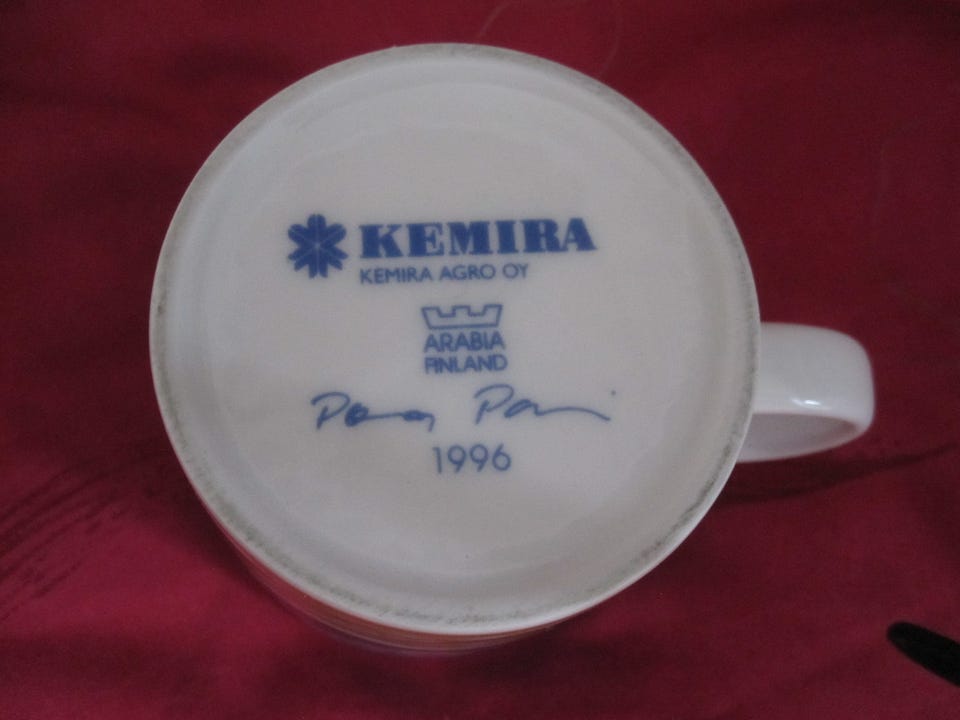 KEMIRA
KEMIRA AGRO OY
ARABIA
FINLAND
1996